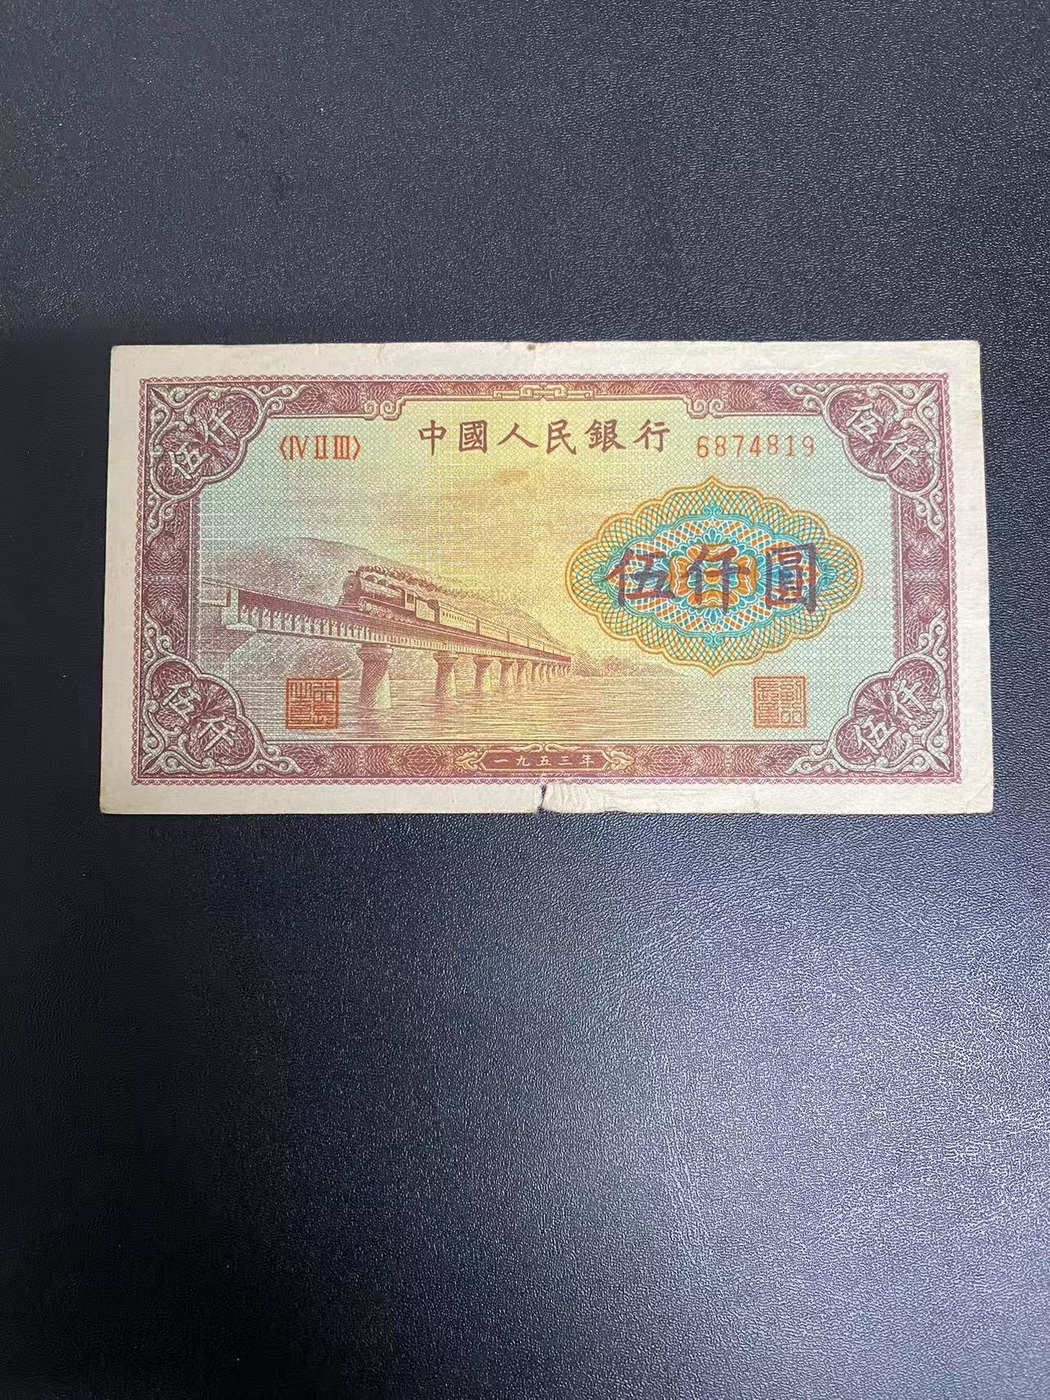 伍仟
伍仟
〈IV II III〉
中國人民銀行
6874819
伍仟圓
伍仟
伍仟
一九五三年